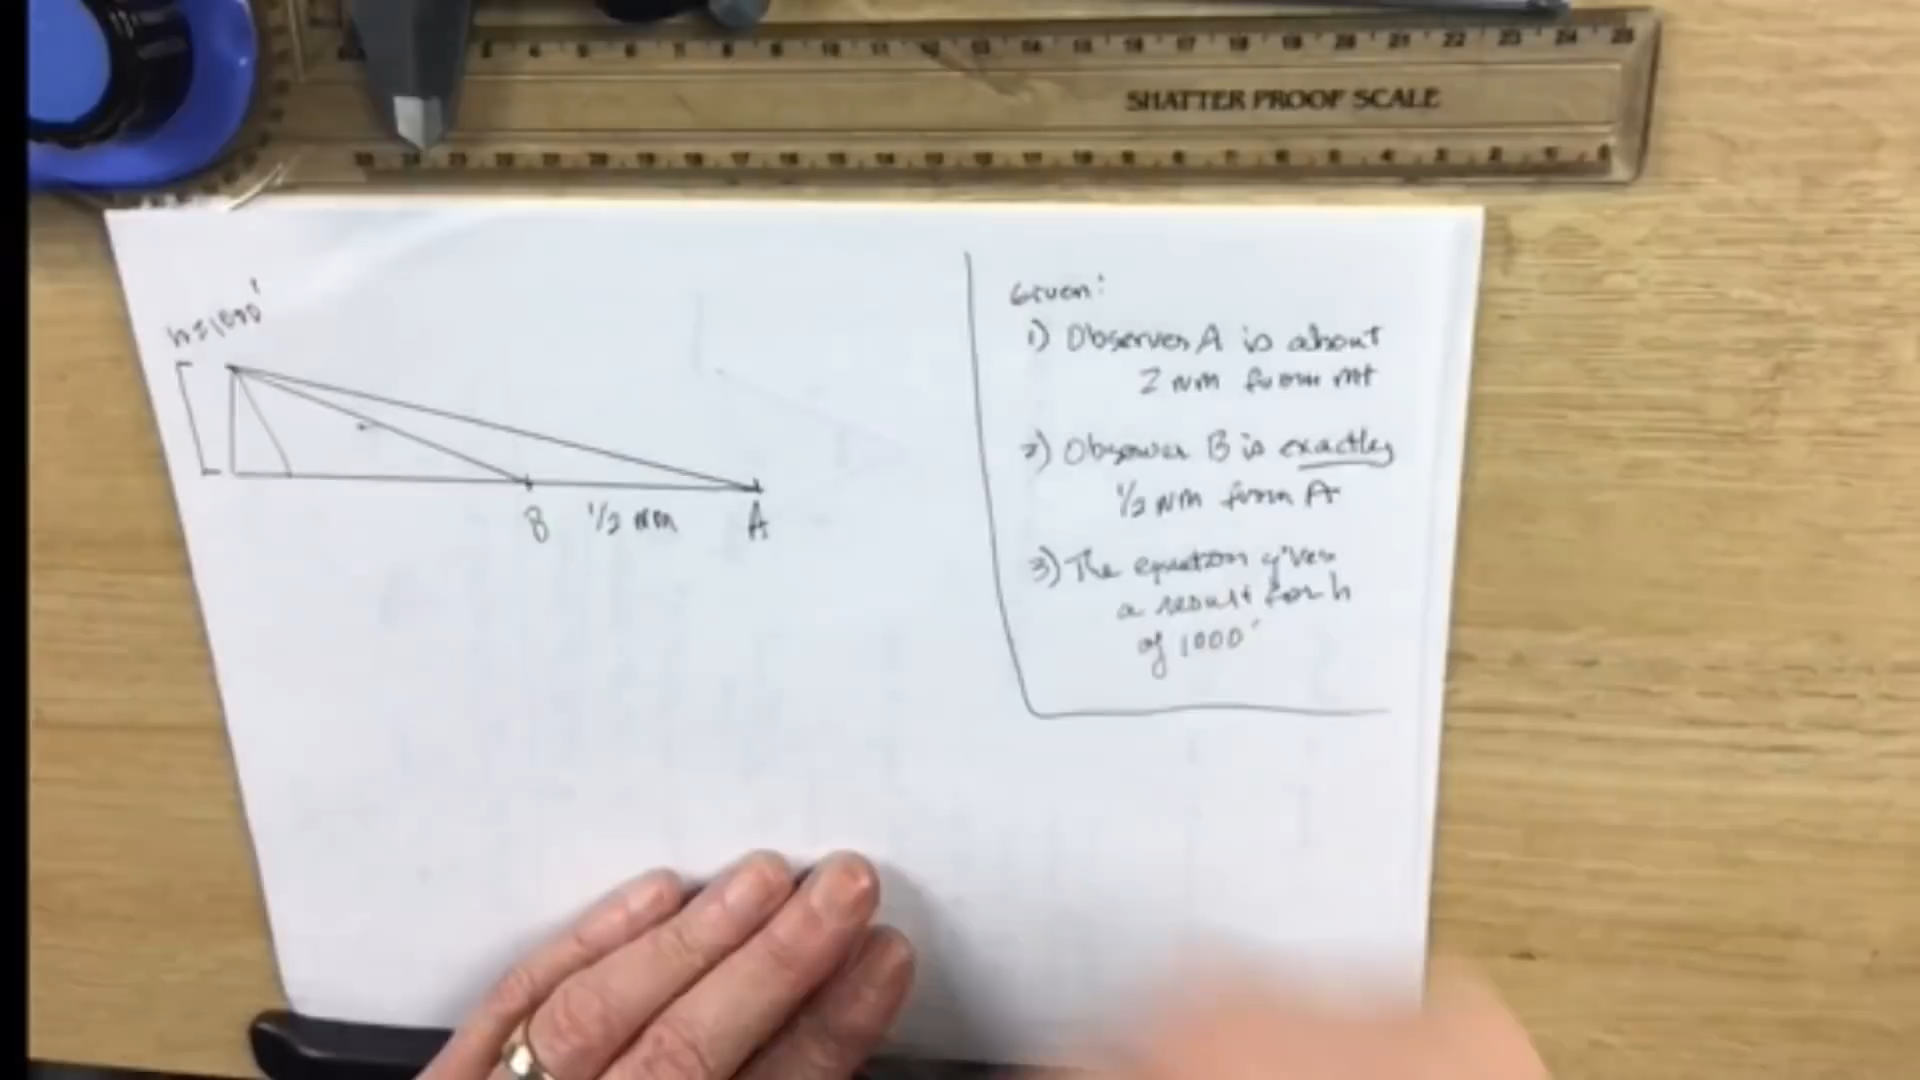 SHATTER PROOF SCALE
h=1000'
B 1/2 NM A
Given:
1) Observer A is about
2 NM from mt
2) Observer B is exactly
1/2 NM from A
3) The equation gives
a result for h
of 1000'